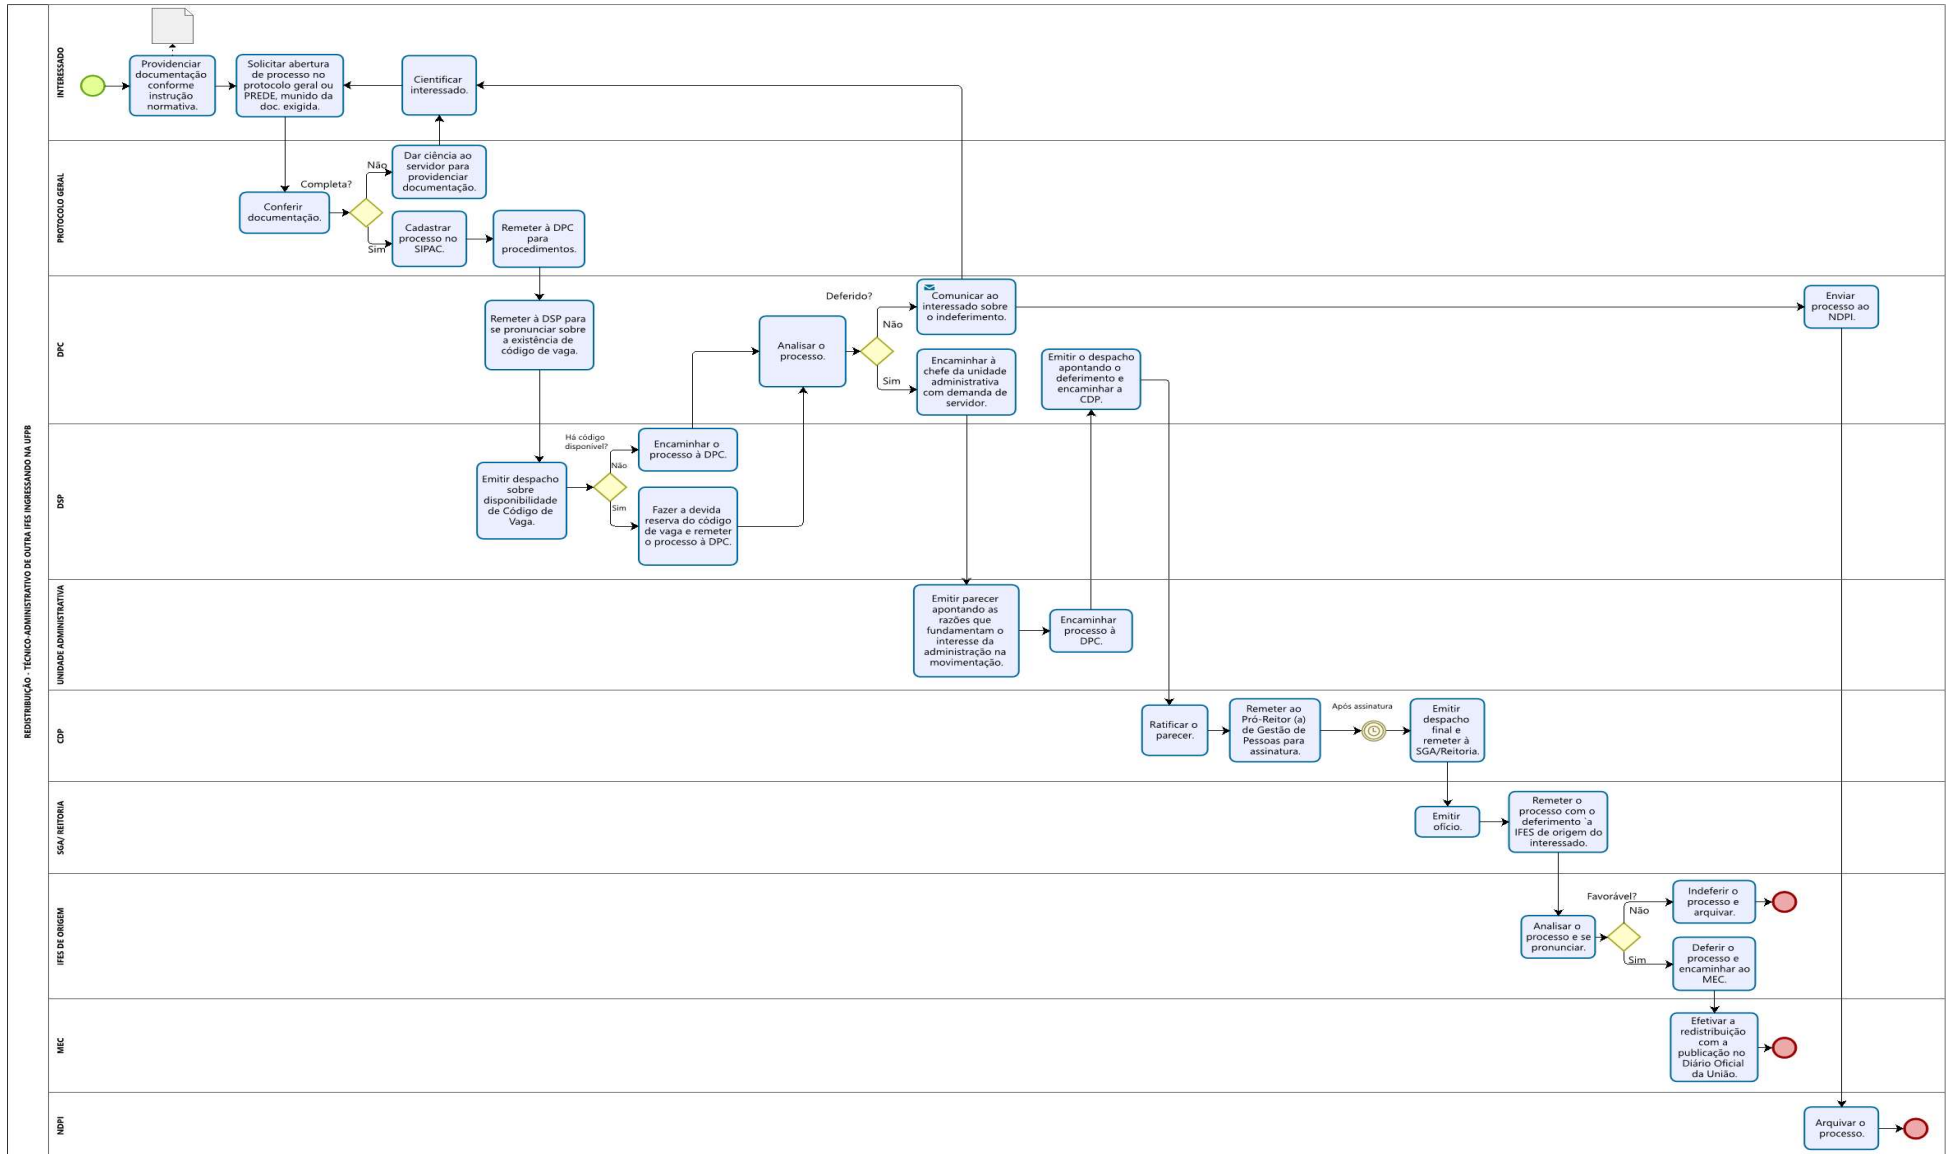 REDISTRIBUIÇÃO - TÉCNICO-ADMINISTRATIVO DE OUTRA IFES INGRESSANDO NA UFPB
INTERESSADO
Providenciar
documentação
conforme
instrução
normativa.
Solicitar abertura
de processo no
protocolo geral ou
PREDE, munido da
doc. exigida.
Cientificar
interessado.
PROTOCOLO GERAL
Conferir
documentação.
Completa?
Não
Sim
Dar ciência ao
servidor para
providenciar
documentação.
Cadastrar
processo no
SIPAC.
Remeter à DPC
para
procedimentos.
DPC
Remeter à DSP para
se pronunciar sobre
a existência de
código de vaga.
Analisar o
processo.
Deferido?
Não
Sim
Comunicar ao
interessado sobre
o indeferimento.
Encaminhar à
chefe da unidade
administrativa
com demanda de
servidor.
Emitir o despacho
apontando o
deferimento e
encaminhar a
CDP.
Enviar
processo ao
NDPI.
DSP
Emitir despacho
sobre
disponibilidade
de Código de
Vaga.
Há código
disponível?
Não
Sim
Encaminhar o
processo à DPC.
Fazer a devida
reserva do código
de vaga e remeter
o processo à DPC.
UNIDADE ADMINISTRATIVA
Emitir parecer
apontando as
razões que
fundamentam o
interesse da
administração na
movimentação.
Encaminhar
processo à
DPC.
CDP
Ratificar o
parecer.
Remeter ao
Pró-Reitor (a)
de Gestão de
Pessoas para
assinatura.
Após assinatura
Emitir
despacho
final e
remeter à
SGA/Reitoria.
SGA/ REITORIA
Emitir
ofício.
Remeter o
processo com o
deferimento `a
IFES de origem do
interessado.
IFES DE ORIGEM
Analisar o
processo e se
pronunciar.
Favorável?
Não
Sim
Indeferir o
processo e
arquivar.
Deferir o
processo e
encaminhar ao
MEC.
MEC
Efetivar a
redistribuição
com a
publicação no
Diário Oficial
da União.
NDPI
Arquivar o
processo.